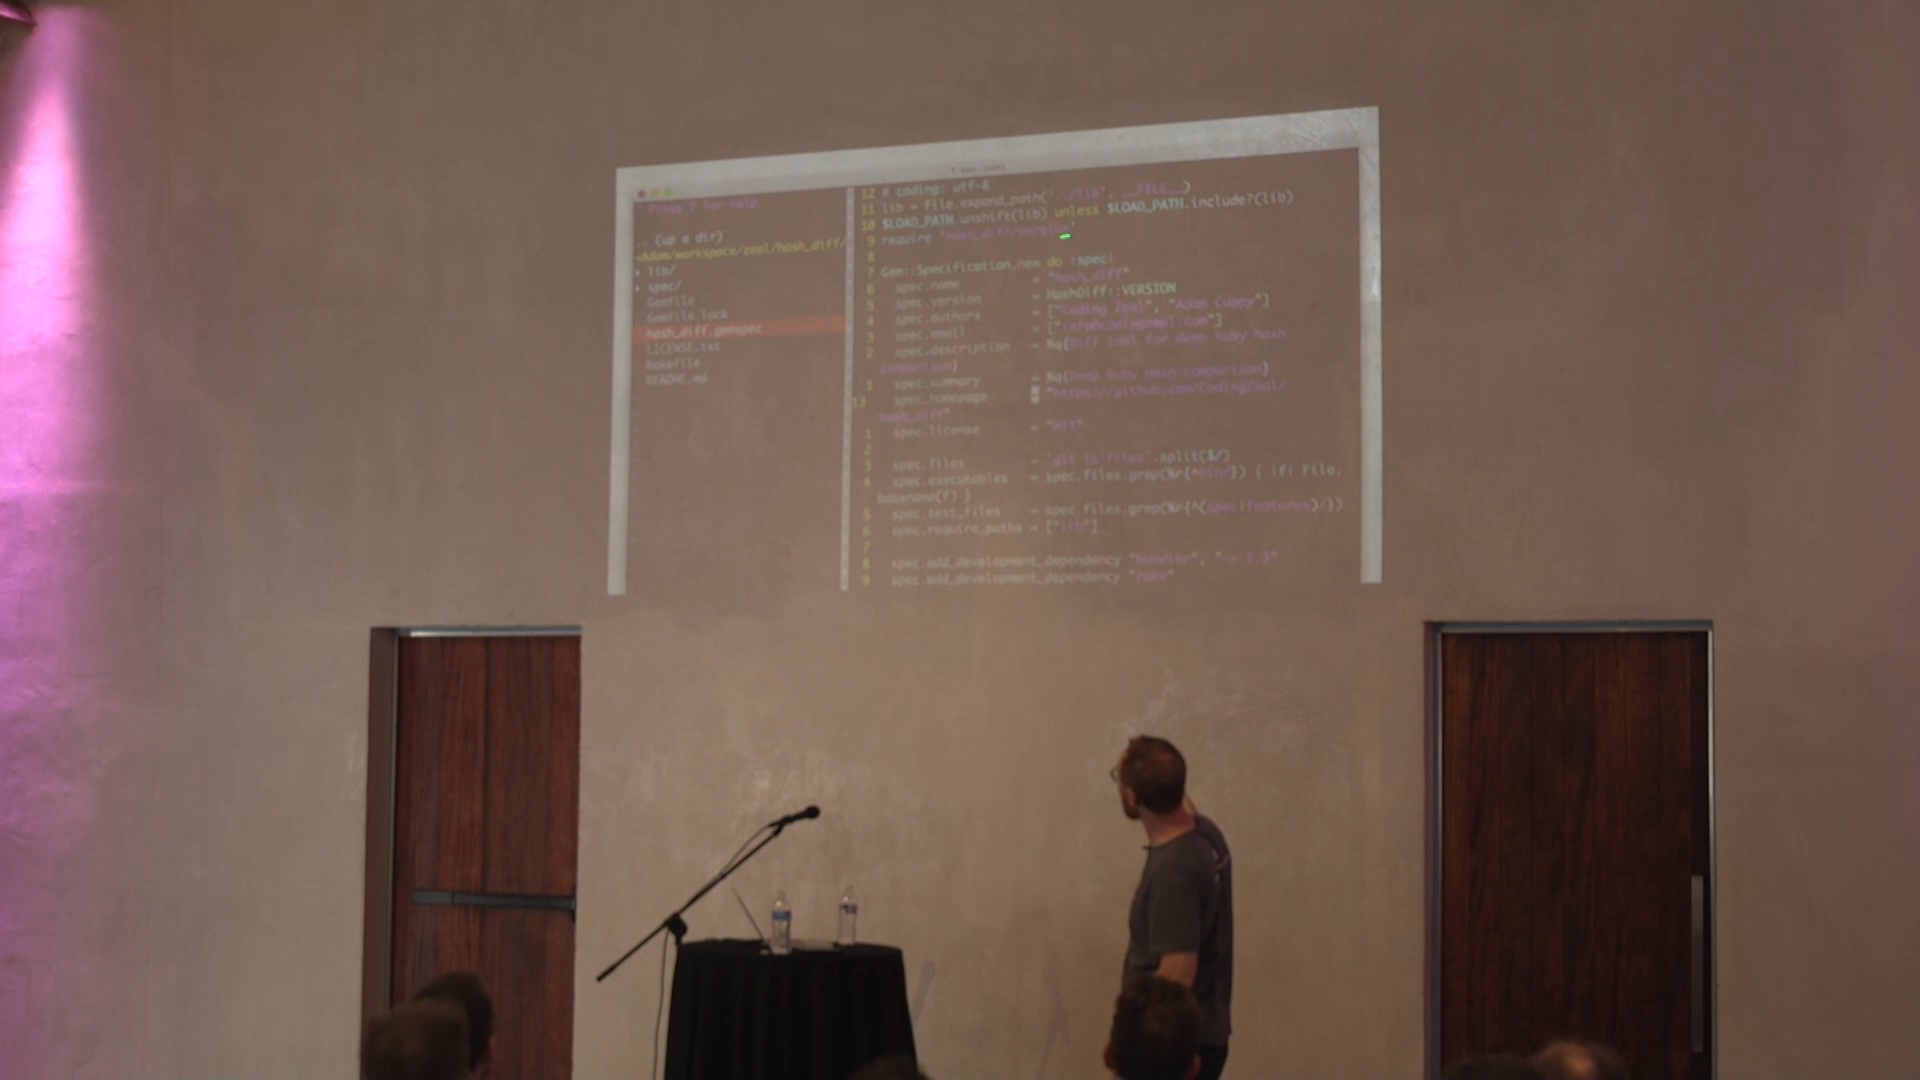 Press ? for help
.. (up a dir)
<Adam/workspace/zeal/hash_diff/
▸ lib/
▸ spec/
Gemfile
Gemfile.lock
hash_diff.gemspec
LICENSE.txt
Rakefile
README.md
12 # coding: utf-8
11 lib = File.expand_path('../lib', __FILE__)
10 $LOAD_PATH.unshift(lib) unless $LOAD_PATH.include?(lib)
9 require 'hash_diff/version'
8
7 Gem::Specification.new do |spec|
6 spec.name = "hash_diff"
5 spec.version = HashDiff::VERSION
4 spec.authors = ["Coding Zeal", "Adam Cuppy"]
3 spec.email = ["info@codingzeal.com"]
2 spec.description = %q{Diff tool for deep Ruby hash
comparison}
1 spec.summary = %q{Deep Ruby Hash comparison}
13 spec.homepage = "https://github.com/CodingZeal/
hash_diff"
1 spec.license = "MIT"
2
3 spec.files = `git ls-files`.split($/)
4 spec.executables = spec.files.grep(%r{^bin/}) { |f| File.
basename(f) }
5 spec.test_files = spec.files.grep(%r{^(spec|features)/})
6 spec.require_paths = ["lib"]
7
8 spec.add_development_dependency "bundler", "~> 1.3"
9 spec.add_development_dependency "rake"